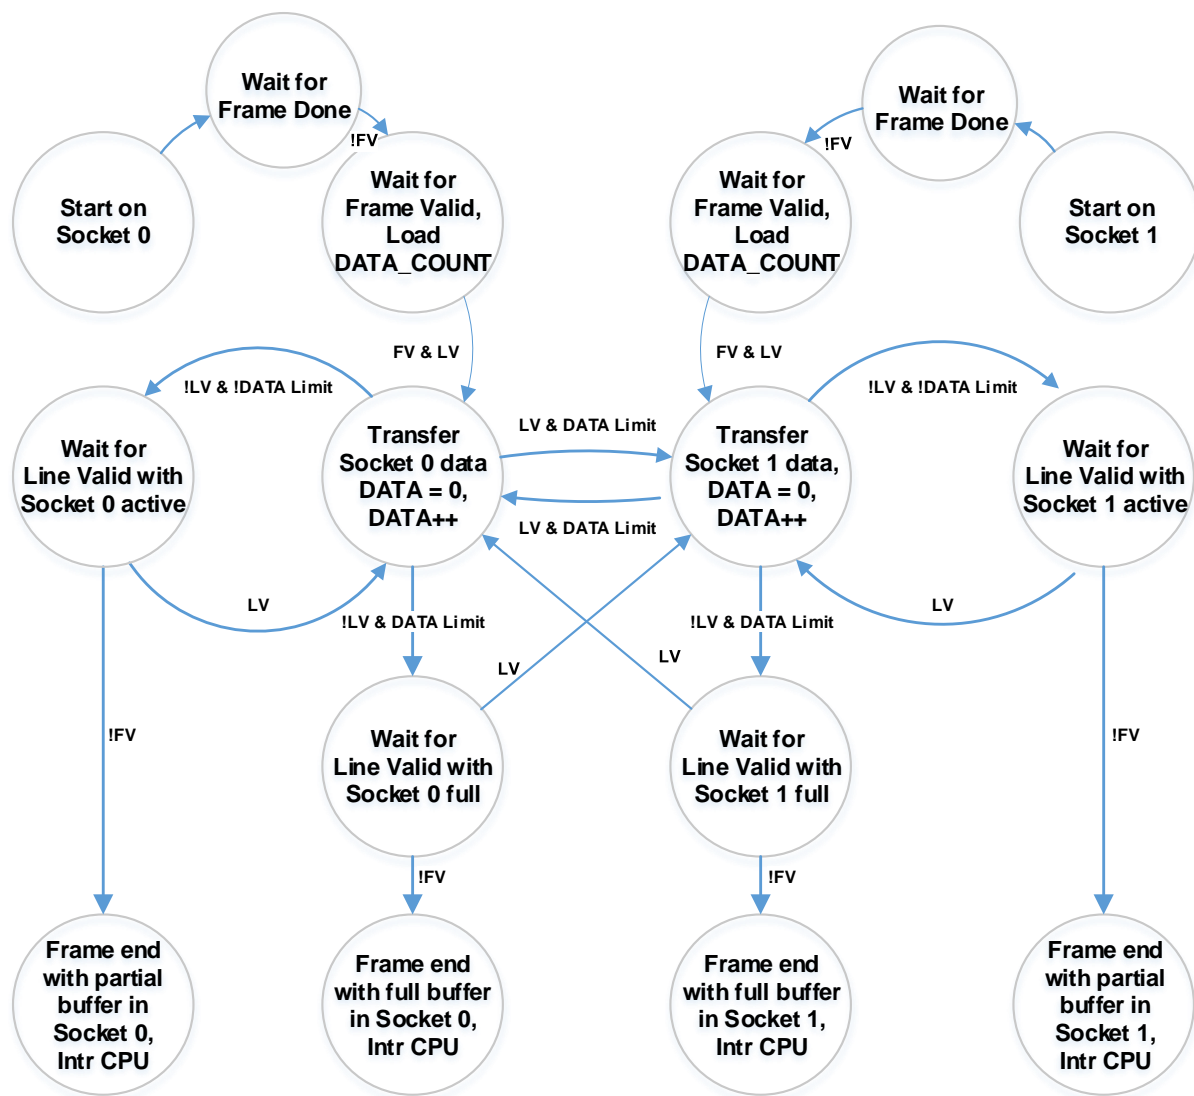 Wait for
Frame Done
Wait for
Frame Done
!FV
!FV
Start on
Socket 0
Wait for
Frame Valid,
Load
DATA_COUNT
Wait for
Frame Valid,
Load
DATA_COUNT
Start on
Socket 1
FV & LV
FV & LV
!LV & !DATA Limit
!LV & !DATA Limit
Wait for
Line Valid with
Socket 0 active
Transfer
Socket 0 data
DATA = 0,
DATA++
LV & DATA Limit
LV & DATA Limit
Transfer
Socket 1 data,
DATA = 0,
DATA++
Wait for
Line Valid with
Socket 1 active
LV
LV
!LV & DATA Limit
!LV & DATA Limit
LV
LV
!FV
Wait for
Line Valid with
Socket 0 full
Wait for
Line Valid with
Socket 1 full
!FV
!FV
!FV
Frame end
with partial
buffer in
Socket 0,
Intr CPU
Frame end
with full buffer
in Socket 0,
Intr CPU
Frame end
with full buffer
in Socket 1,
Intr CPU
Frame end
with partial
buffer in
Socket 1,
Intr CPU